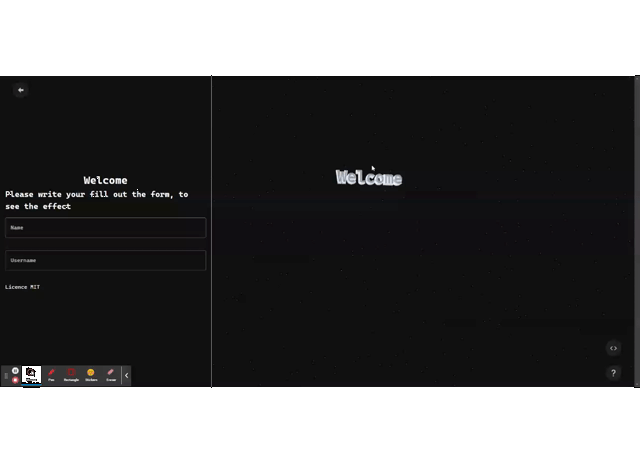 Welcome
Please write your fill out the form, to
see the effect
Name
Username
Licence MIT
Welcome
?
Pen
Rectangle
Stickers
Eraser